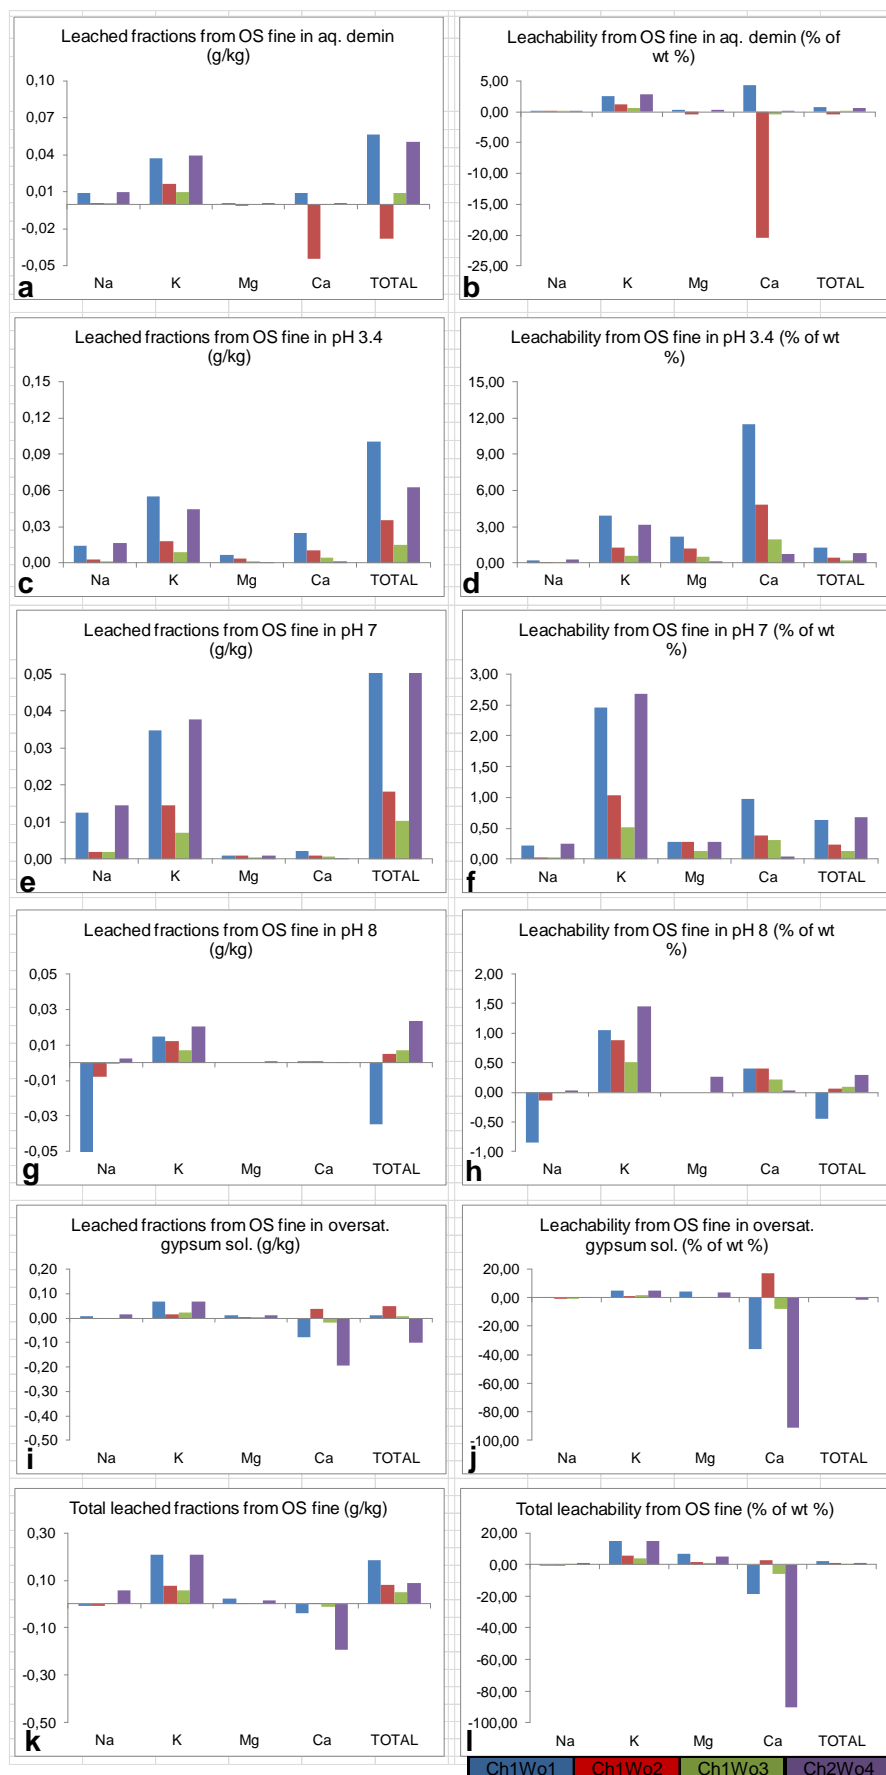 Leached fractions from OS fine in aq. demin
(g/kg)
0,10
0,07
0,04
0,01
-0,02
-0,05
Na K Mg Ca TOTAL
a
Leachability from OS fine in aq. demin (% of
wt %)
5,00
0,00
-5,00
-10,00
-15,00
-20,00
-25,00
Na K Mg Ca TOTAL
b
Leached fractions from OS fine in pH 3.4
(g/kg)
0,15
0,12
0,09
0,06
0,03
0,00
Na K Mg Ca TOTAL
c
Leachability from OS fine in pH 3.4 (% of wt
%)
15,00
12,00
9,00
6,00
3,00
0,00
Na K Mg Ca TOTAL
d
Leached fractions from OS fine in pH 7
(g/kg)
0,05
0,04
0,03
0,02
0,01
0,00
Na K Mg Ca TOTAL
e
Leachability from OS fine in pH 7 (% of wt
%)
3,00
2,50
2,00
1,50
1,00
0,50
0,00
Na K Mg Ca TOTAL
f
Leached fractions from OS fine in pH 8
(g/kg)
0,05
0,03
0,01
-0,01
-0,03
-0,05
Na K Mg Ca TOTAL
g
Leachability from OS fine in pH 8 (% of wt
%)
2,00
1,50
1,00
0,50
0,00
-0,50
-1,00
Na K Mg Ca TOTAL
h
Leached fractions from OS fine in oversat.
gypsum sol. (g/kg)
0,20
0,10
0,00
-0,10
-0,20
-0,30
-0,40
-0,50
Na K Mg Ca TOTAL
i
Leachability from OS fine in oversat.
gypsum sol. (% of wt %)
20,00
0,00
-20,00
-40,00
-60,00
-80,00
-100,00
Na K Mg Ca TOTAL
j
Total leached fractions from OS fine (g/kg)
0,30
0,10
-0,10
-0,30
-0,50
Na K Mg Ca TOTAL
k
Total leachability from OS fine (% of wt %)
20,00
0,00
-20,00
-40,00
-60,00
-80,00
-100,00
Na K Mg Ca TOTAL
l
Ch1Wo1 Ch1Wo2 Ch1Wo3 Ch2Wo4